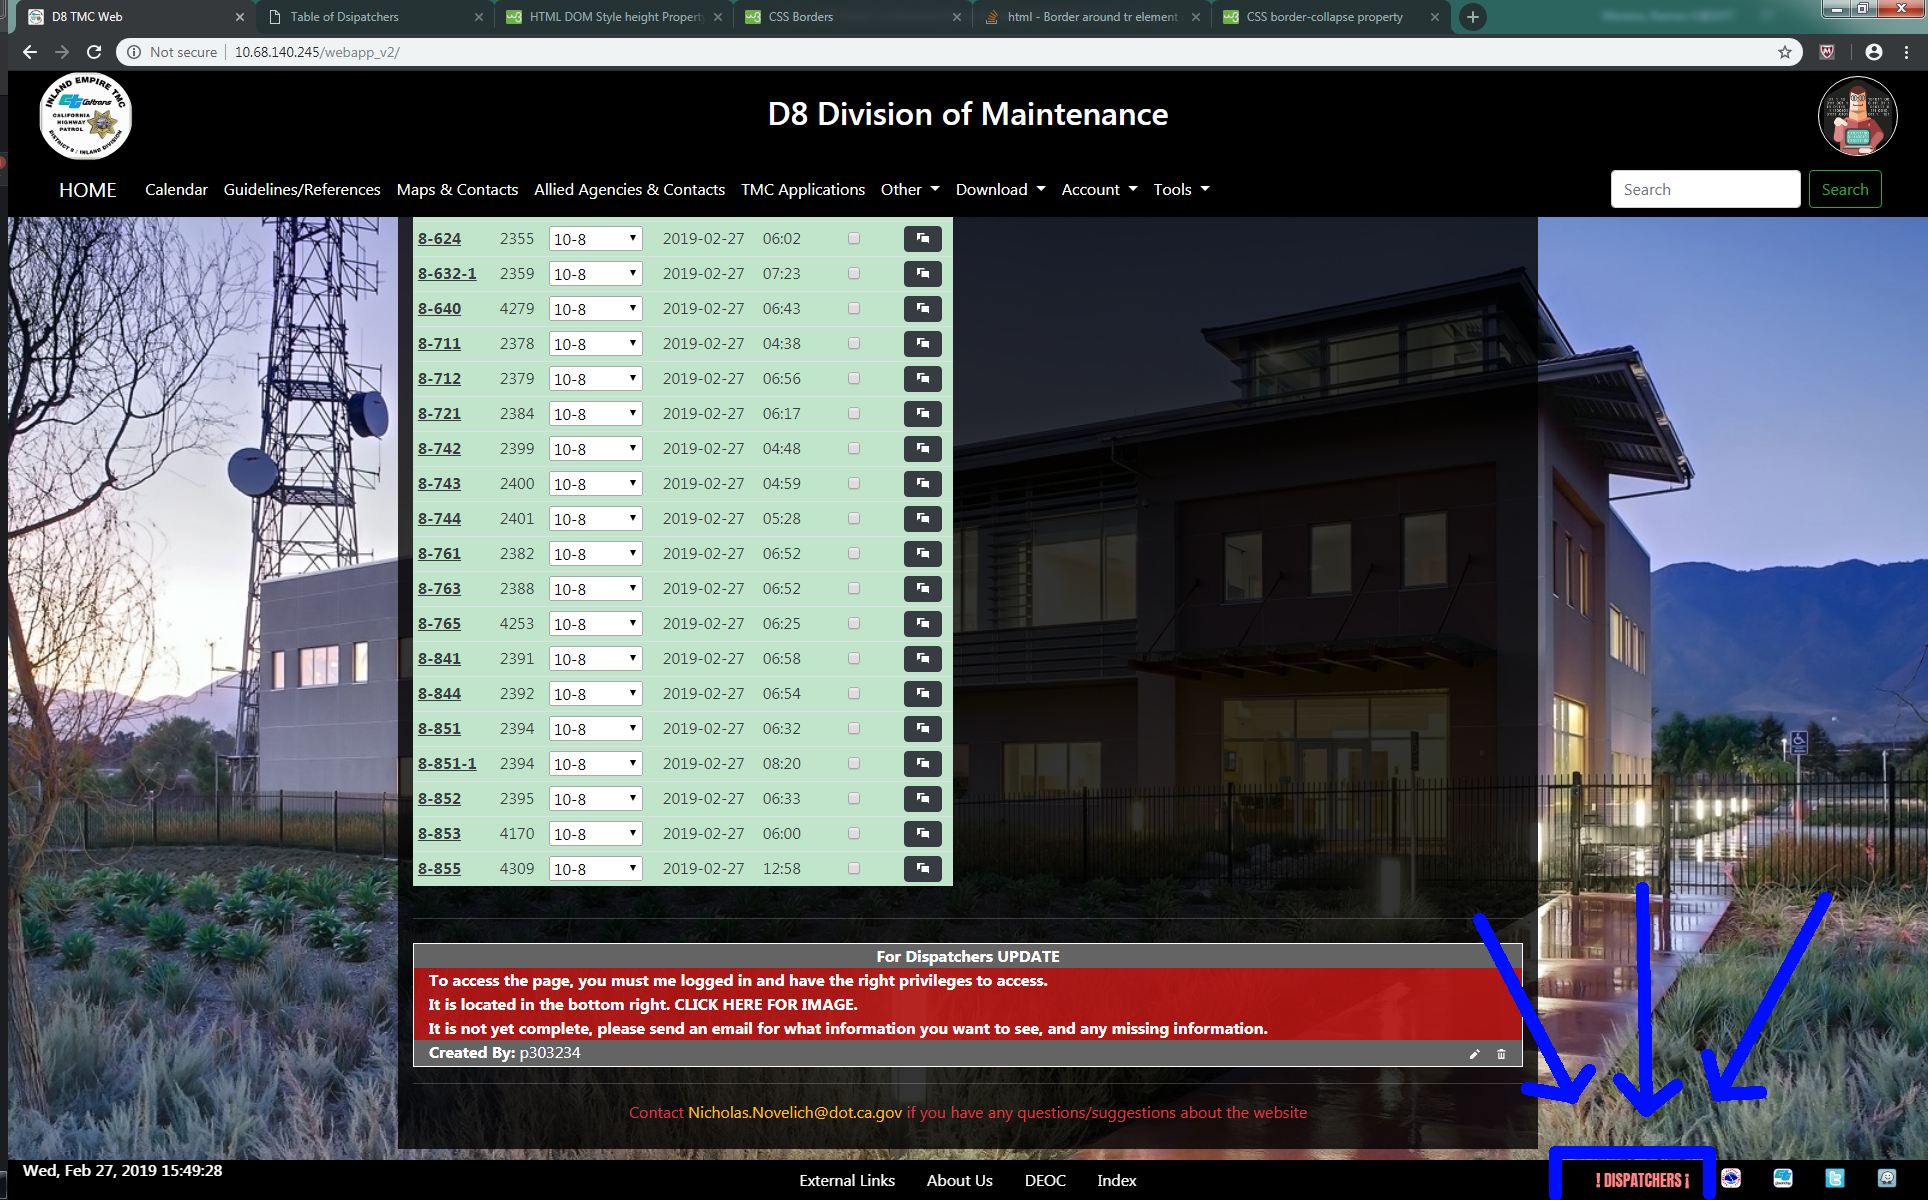 D8 TMC Web
Table of Dsipatchers
HTML DOM Style height Property
CSS Borders
html - Border around tr element
CSS border-collapse property
Not secure 10.68.140.245/webapp_v2/
INLAND EMPIRE TMC
Caltrans
CALIFORNIA
HIGHWAY
PATROL
DISTRICT 8 / INLAND DIVISION
D8 Division of Maintenance
HOME Calendar Guidelines/References Maps & Contacts Allied Agencies & Contacts TMC Applications Other Download Account Tools Search Search
8-624 2355 10-8 2019-02-27 06:02
8-632-1 2359 10-8 2019-02-27 07:23
8-640 4279 10-8 2019-02-27 06:43
8-711 2378 10-8 2019-02-27 04:38
8-712 2379 10-8 2019-02-27 06:56
8-721 2384 10-8 2019-02-27 06:17
8-742 2399 10-8 2019-02-27 04:48
8-743 2400 10-8 2019-02-27 04:59
8-744 2401 10-8 2019-02-27 05:28
8-761 2382 10-8 2019-02-27 06:52
8-763 2388 10-8 2019-02-27 06:52
8-765 4253 10-8 2019-02-27 06:25
8-841 2391 10-8 2019-02-27 06:58
8-844 2392 10-8 2019-02-27 06:54
8-851 2394 10-8 2019-02-27 06:32
8-851-1 2394 10-8 2019-02-27 08:20
8-852 2395 10-8 2019-02-27 06:33
8-853 4170 10-8 2019-02-27 06:00
8-855 4309 10-8 2019-02-27 12:58
For Dispatchers UPDATE
To access the page, you must me logged in and have the right privileges to access.
It is located in the bottom right. CLICK HERE FOR IMAGE.
It is not yet complete, please send an email for what information you want to see, and any missing information.
Created By: p303234
Contact Nicholas.Novelich@dot.ca.gov if you have any questions/suggestions about the website
Wed, Feb 27, 2019 15:49:28
External Links About Us DEOC Index
! DISPATCHERS ¡